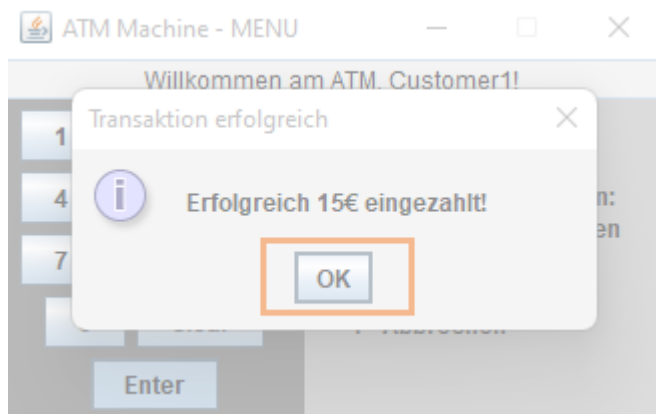 ATM Machine - MENU
Willkommen am ATM, Customer1!
Transaktion erfolgreich
1
4
Erfolgreich 15€ eingezahlt!
n:
en
7
OK
Enter